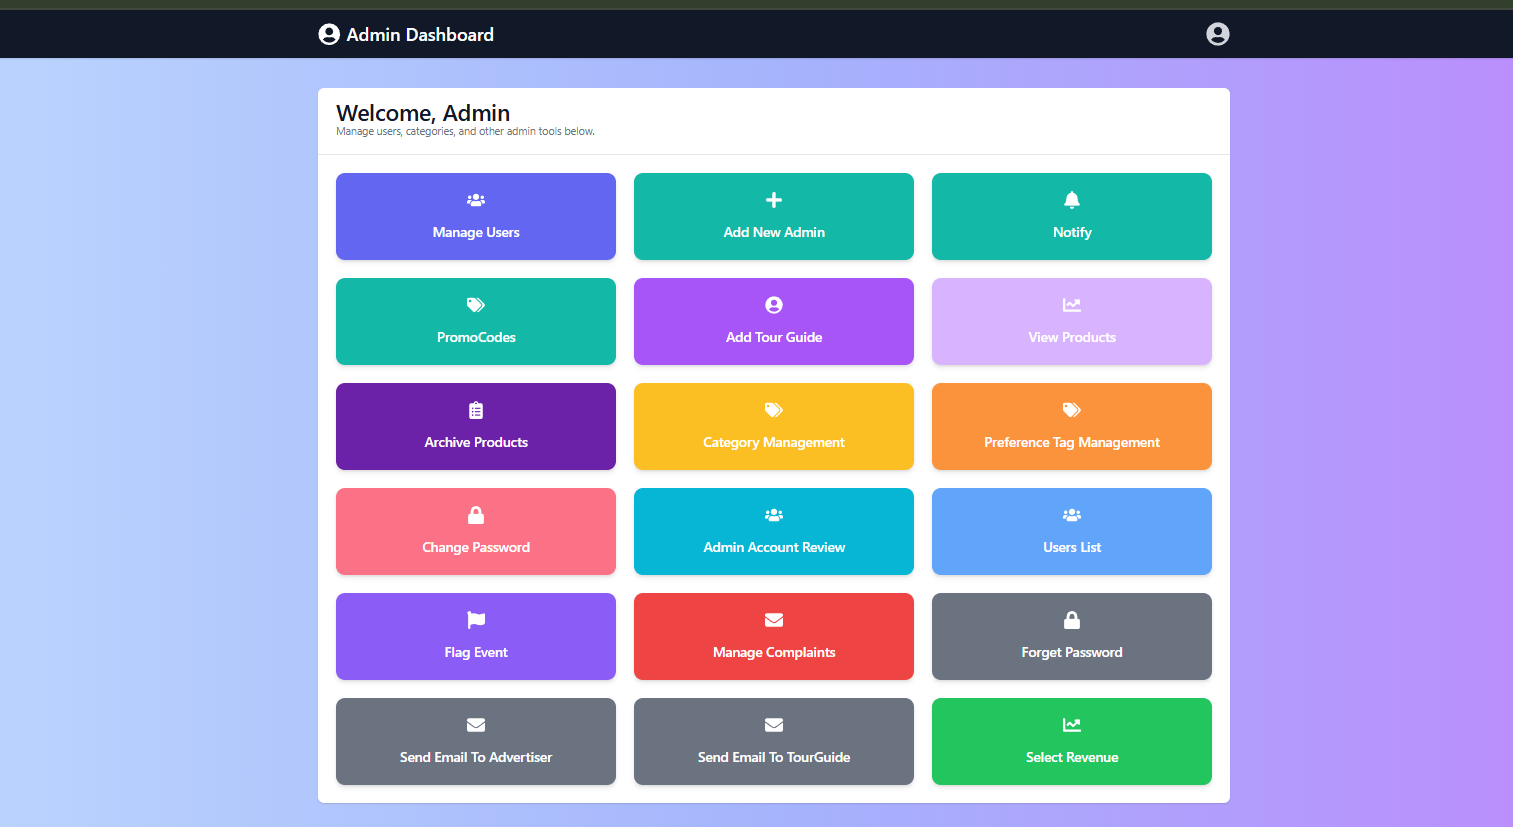 Admin Dashboard
Welcome, Admin
Manage users, categories, and other admin tools below.
Manage Users
Add New Admin
Notify
PromoCodes
Add Tour Guide
View Products
Archive Products
Category Management
Preference Tag Management
Change Password
Admin Account Review
Users List
Flag Event
Manage Complaints
Forget Password
Send Email To Advertiser
Send Email To TourGuide
Select Revenue